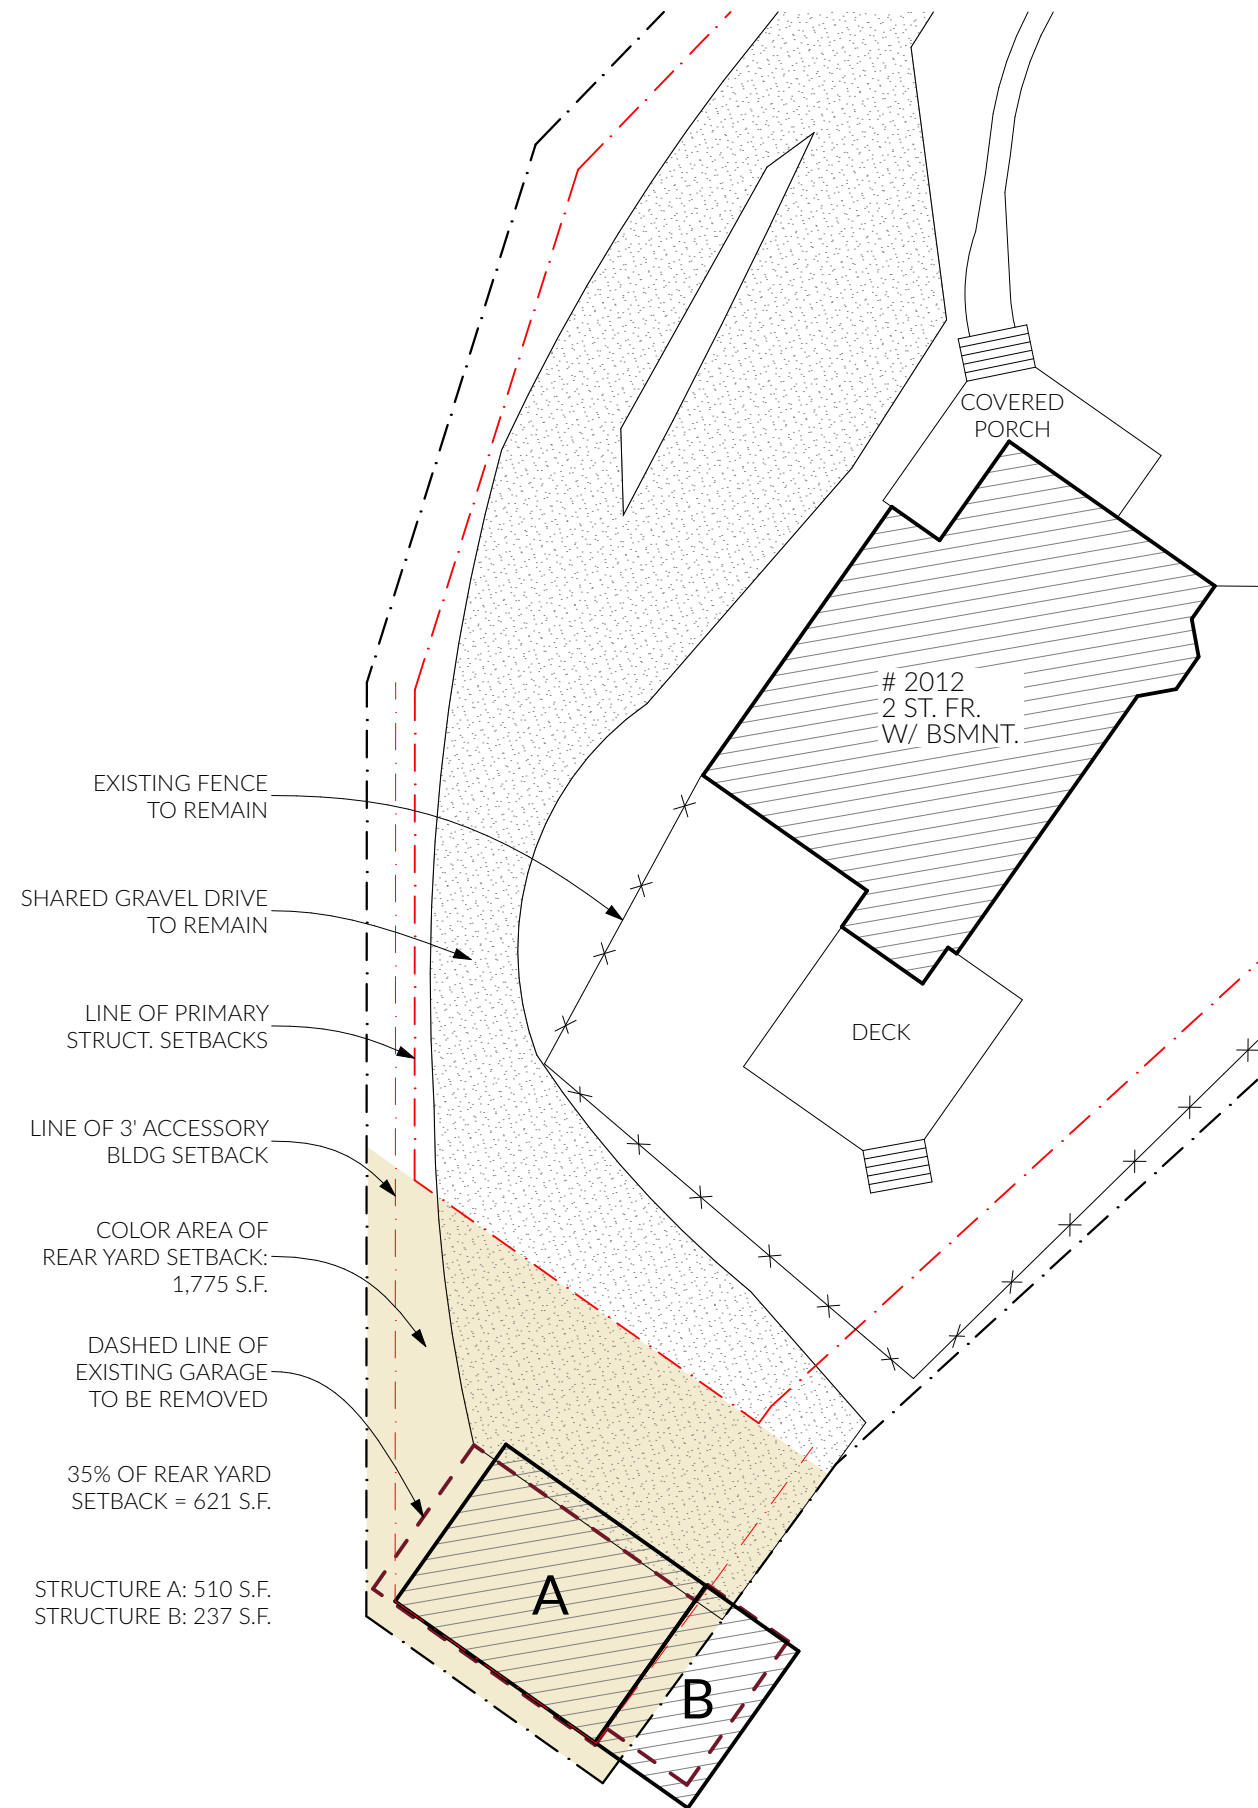 COVERED
PORCH
# 2012
2 ST. FR.
W/ BSMNT.
EXISTING FENCE
TO REMAIN
SHARED GRAVEL DRIVE
TO REMAIN
LINE OF PRIMARY
STRUCT. SETBACKS
DECK
LINE OF 3' ACCESSORY
BLDG SETBACK
COLOR AREA OF
REAR YARD SETBACK:
1,775 S.F.
DASHED LINE OF
EXISTING GARAGE
TO BE REMOVED
35% OF REAR YARD
SETBACK = 621 S.F.
STRUCTURE A: 510 S.F.
STRUCTURE B: 237 S.F.
A
B